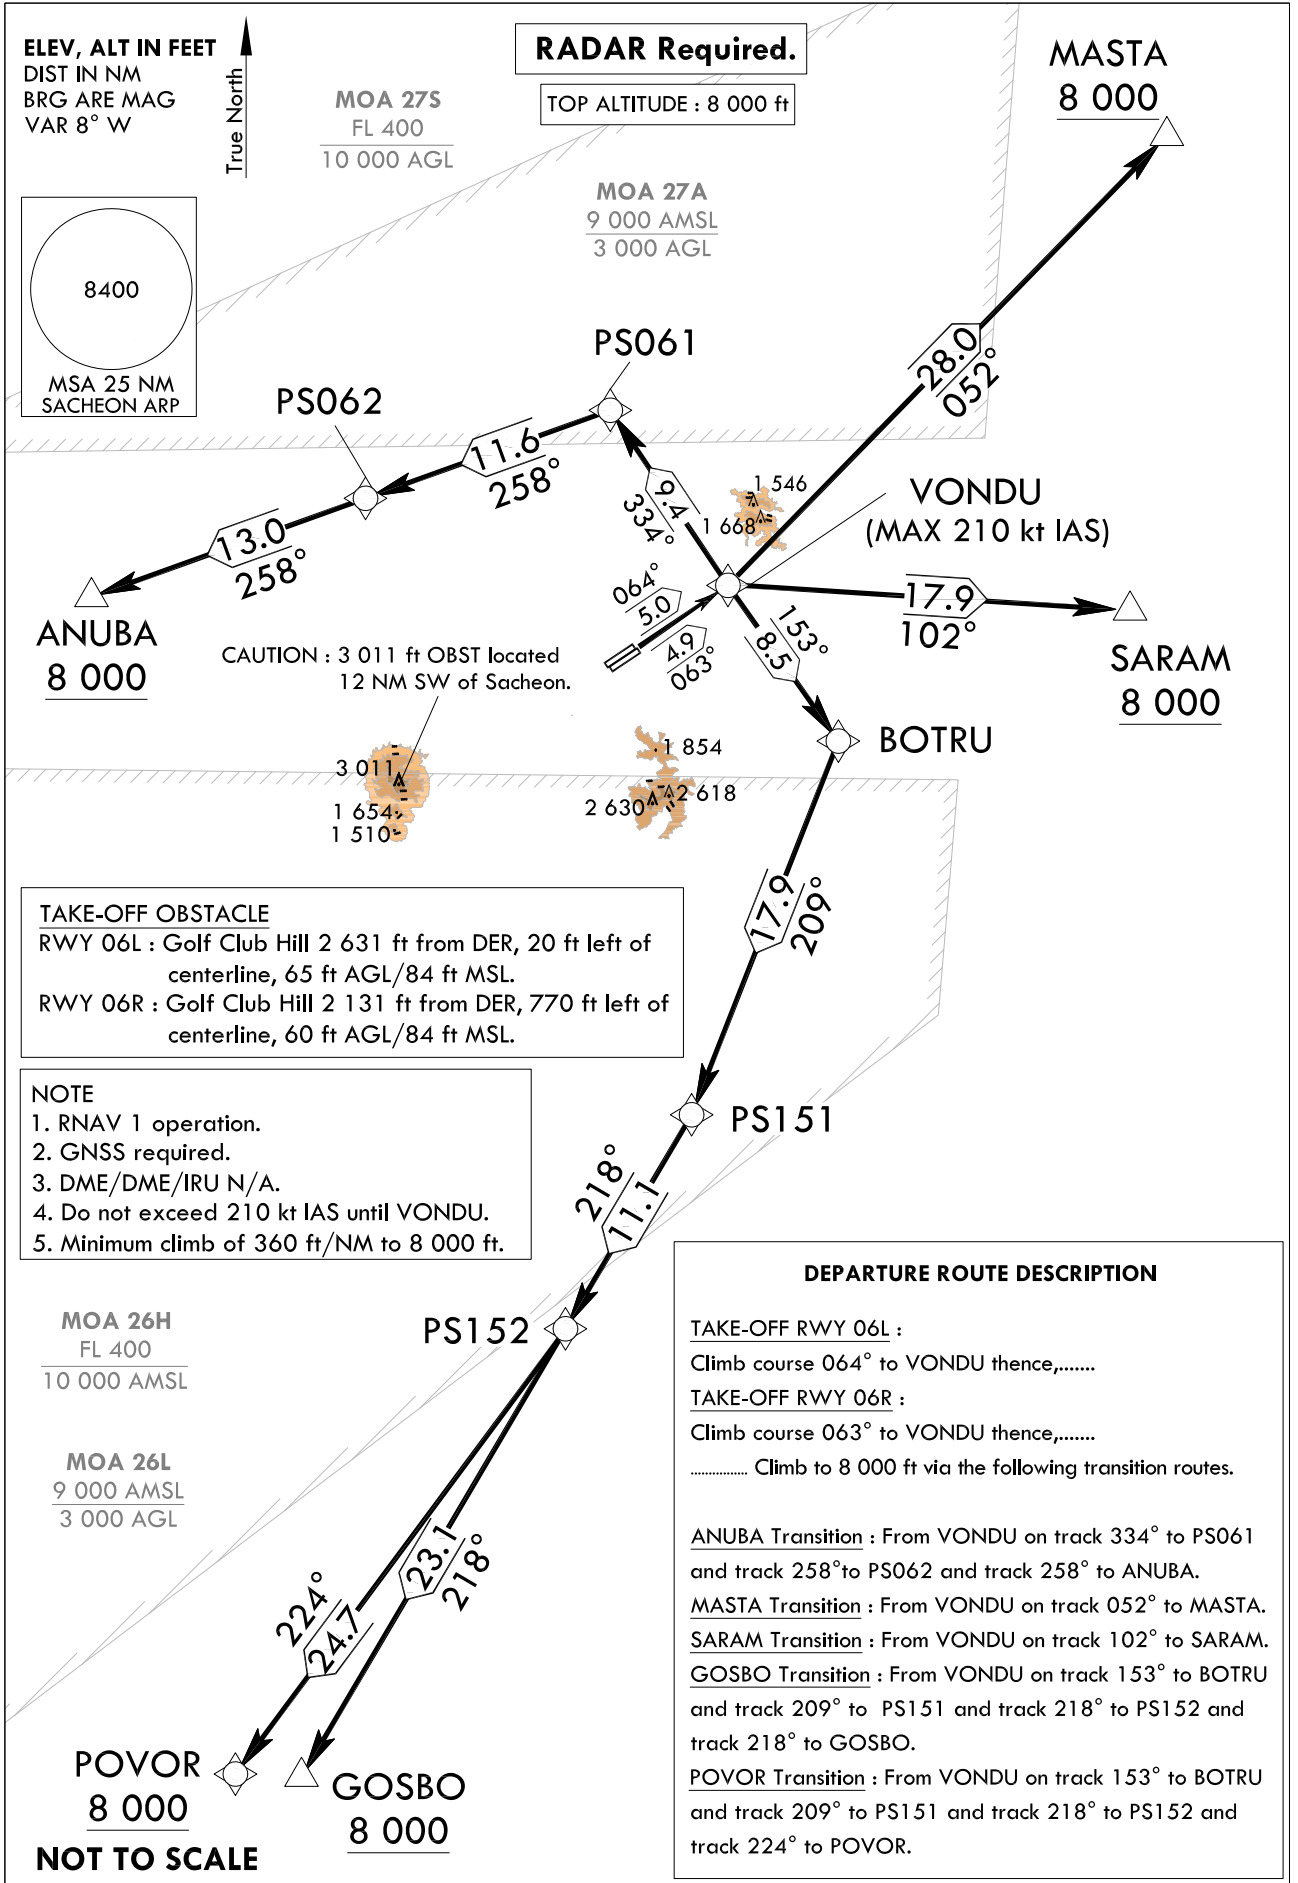 ELEV, ALT IN FEET
DIST IN NM
BRG ARE MAG
VAR 8° W
True North
RADAR Required.
TOP ALTITUDE : 8 000 ft
MOA 27S
FL 400
10 000 AGL
MOA 27A
9 000 AMSL
3 000 AGL
MASTA
8 000
8400
MSA 25 NM
SACHEON ARP
PS061
PS062
28.0
052°
11.6
258°
9.4
334°
13.0
258°
1 546
1 668
VONDU
(MAX 210 kt IAS)
064°
5.0
4.9
063°
17.9
102°
153°
8.5
ANUBA
8 000
SARAM
8 000
CAUTION : 3 011 ft OBST located
12 NM SW of Sacheon.
BOTRU
3 011
1 654
1 510
1 854
2 618
2 630
17.9
209°
TAKE-OFF OBSTACLE
RWY 06L : Golf Club Hill 2 631 ft from DER, 20 ft left of
centerline, 65 ft AGL/84 ft MSL.
RWY 06R : Golf Club Hill 2 131 ft from DER, 770 ft left of
centerline, 60 ft AGL/84 ft MSL.
NOTE
1. RNAV 1 operation.
2. GNSS required.
3. DME/DME/IRU N/A.
4. Do not exceed 210 kt IAS until VONDU.
5. Minimum climb of 360 ft/NM to 8 000 ft.
PS151
218°
11.1
PS152
MOA 26H
FL 400
10 000 AMSL
MOA 26L
9 000 AMSL
3 000 AGL
23.1
218°
224°
24.7
POVOR
8 000
GOSBO
8 000
NOT TO SCALE
DEPARTURE ROUTE DESCRIPTION
TAKE-OFF RWY 06L :
Climb course 064° to VONDU thence,.......
TAKE-OFF RWY 06R :
Climb course 063° to VONDU thence,.......
............... Climb to 8 000 ft via the following transition routes.
ANUBA Transition : From VONDU on track 334° to PS061
and track 258°to PS062 and track 258° to ANUBA.
MASTA Transition : From VONDU on track 052° to MASTA.
SARAM Transition : From VONDU on track 102° to SARAM.
GOSBO Transition : From VONDU on track 153° to BOTRU
and track 209° to PS151 and track 218° to PS152 and
track 218° to GOSBO.
POVOR Transition : From VONDU on track 153° to BOTRU
and track 209° to PS151 and track 218° to PS152 and
track 224° to POVOR.